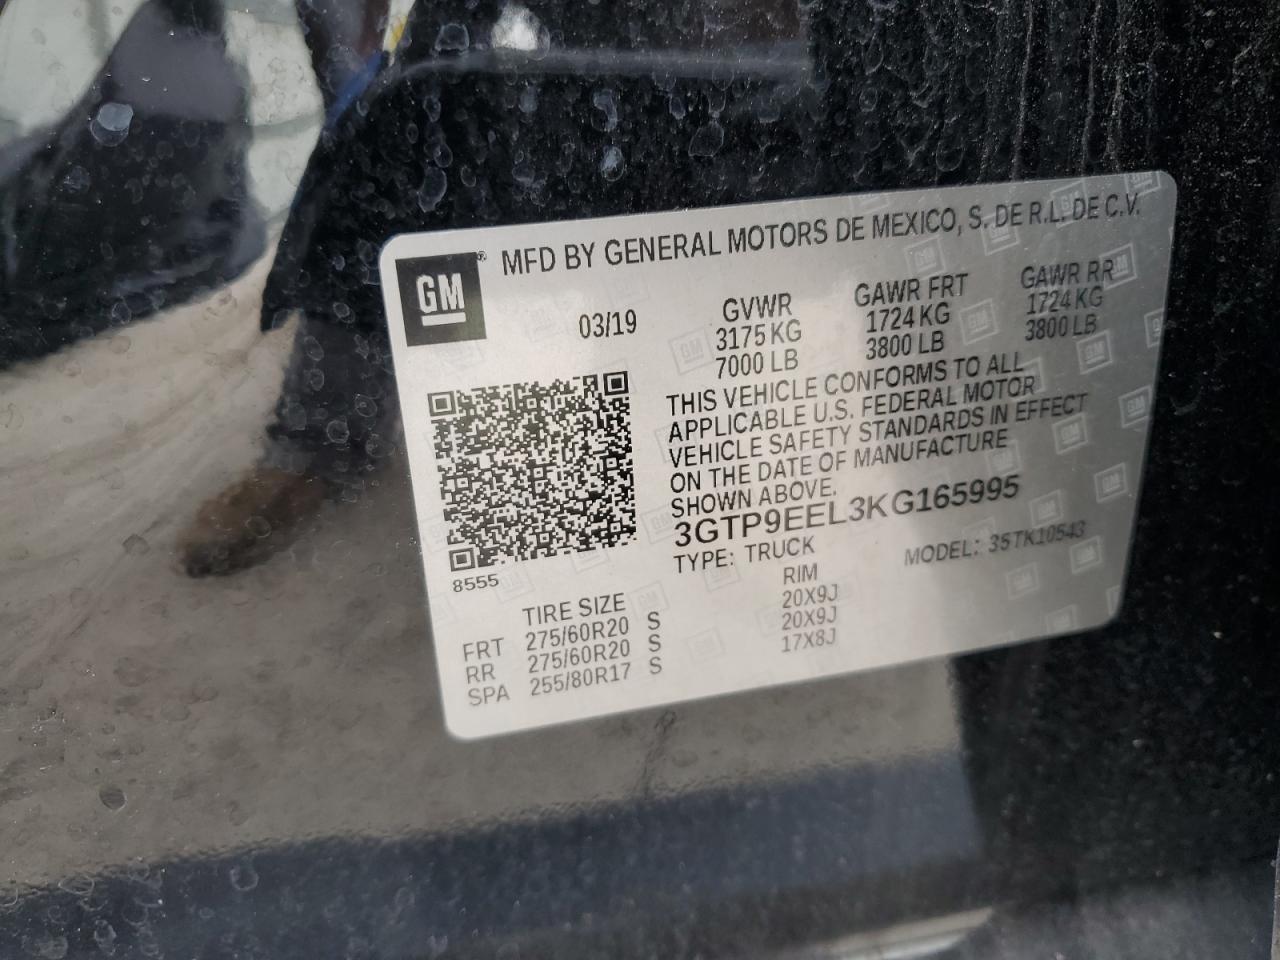 GM®
MFD BY GENERAL MOTORS DE MEXICO, S. DE R.L. DE C.V.
03/19
GVWR
3175 KG
7000 LB
GAWR FRT
1724 KG
3800 LB
GAWR RR
1724 KG
3800 LB
THIS VEHICLE CONFORMS TO ALL
APPLICABLE U.S. FEDERAL MOTOR
VEHICLE SAFETY STANDARDS IN EFFECT
ON THE DATE OF MANUFACTURE
SHOWN ABOVE.
3GTP9EEL3KG165995
TYPE: TRUCK
MODEL: 35TK10543
8555
TIRE SIZE RIM
FRT 275/60R20 S 20X9J
RR 275/60R20 S 20X9J
SPA 255/80R17 S 17X8J